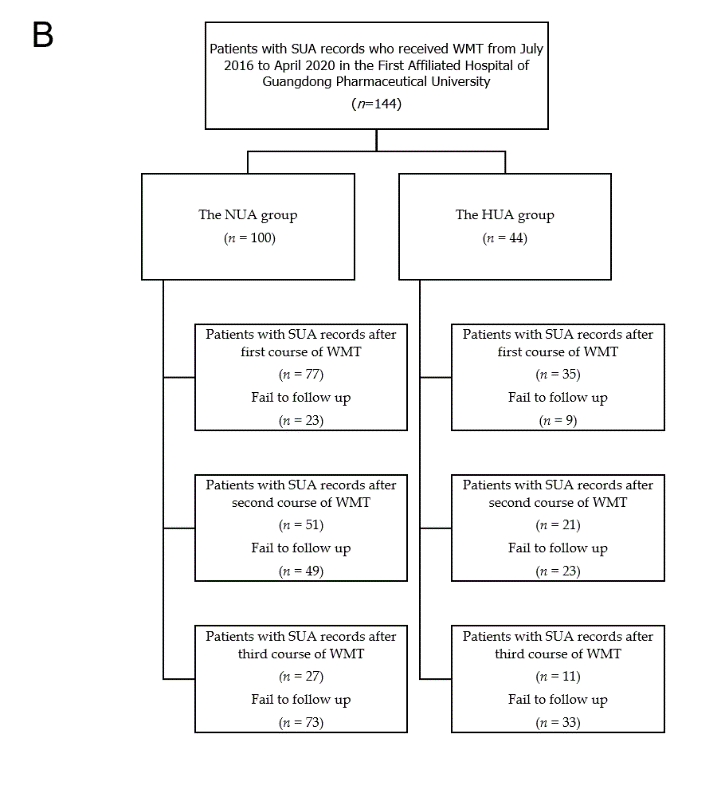 B
Patients with SUA records who received WMT from July
2016 to April 2020 in the First Affiliated Hospital of
Guangdong Pharmaceutical University
(n=144)
The NUA group
(n = 100)
The HUA group
(n = 44)
Patients with SUA records after
first course of WMT
(n = 77)
Fail to follow up
(n = 23)
Patients with SUA records after
first course of WMT
(n = 35)
Fail to follow up
(n = 9)
Patients with SUA records after
second course of WMT
(n = 51)
Fail to follow up
(n = 49)
Patients with SUA records after
second course of WMT
(n = 21)
Fail to follow up
(n = 23)
Patients with SUA records after
third course of WMT
(n = 27)
Fail to follow up
(n = 73)
Patients with SUA records after
third course of WMT
(n = 11)
Fail to follow up
(n = 33)